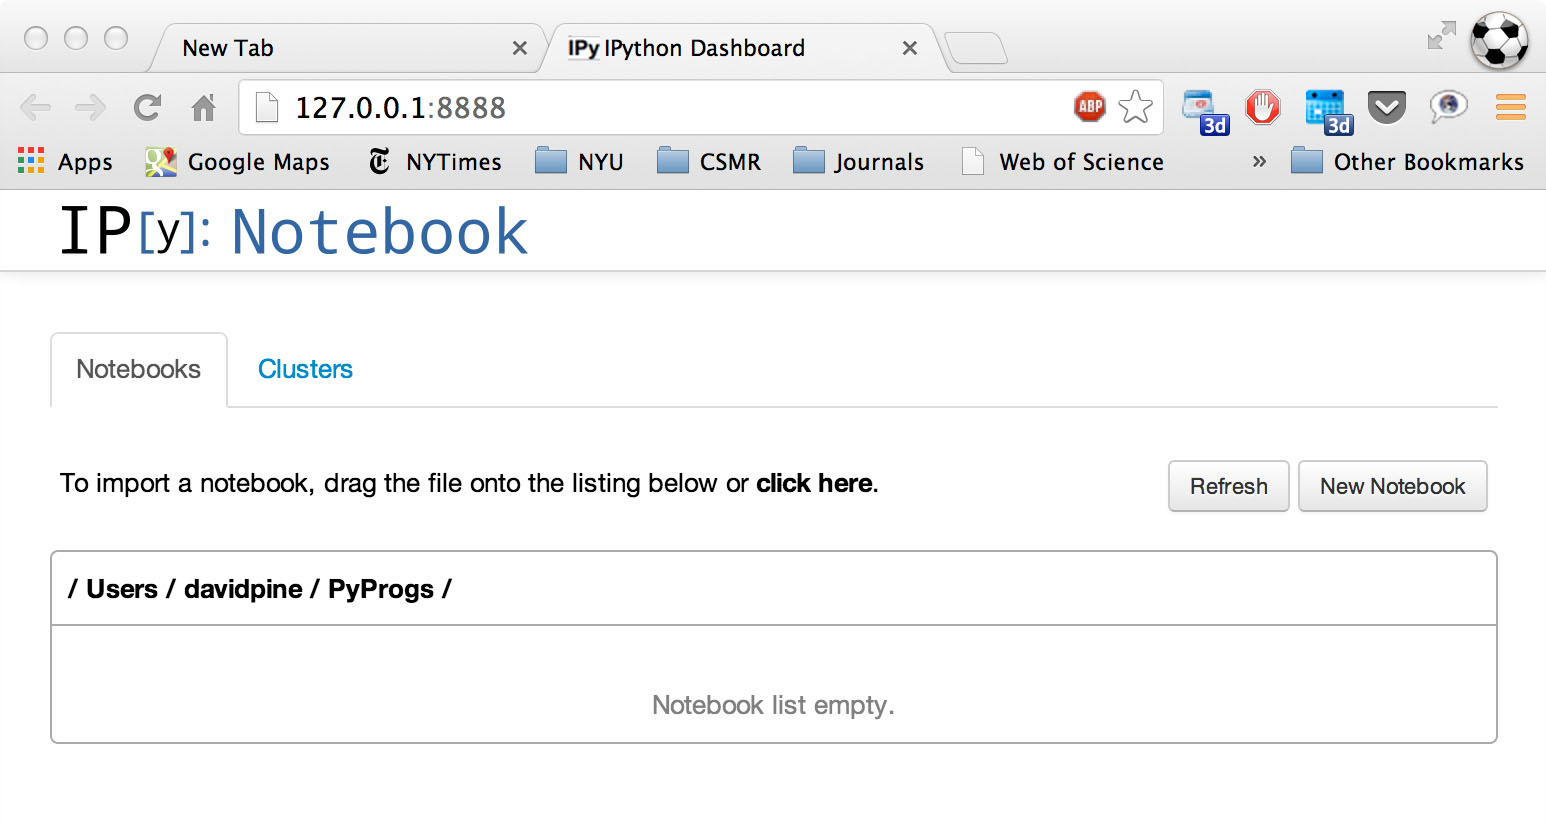 New Tab
IPy IPython Dashboard
127.0.0.1:8888
ABP
3d
3d
Apps
Google Maps
NYTimes
NYU
CSMR
Journals
Web of Science
»
Other Bookmarks
IP[y]: Notebook
Notebooks
Clusters
To import a notebook, drag the file onto the listing below or click here.
Refresh
New Notebook
/ Users / davidpine / PyProgs /
Notebook list empty.